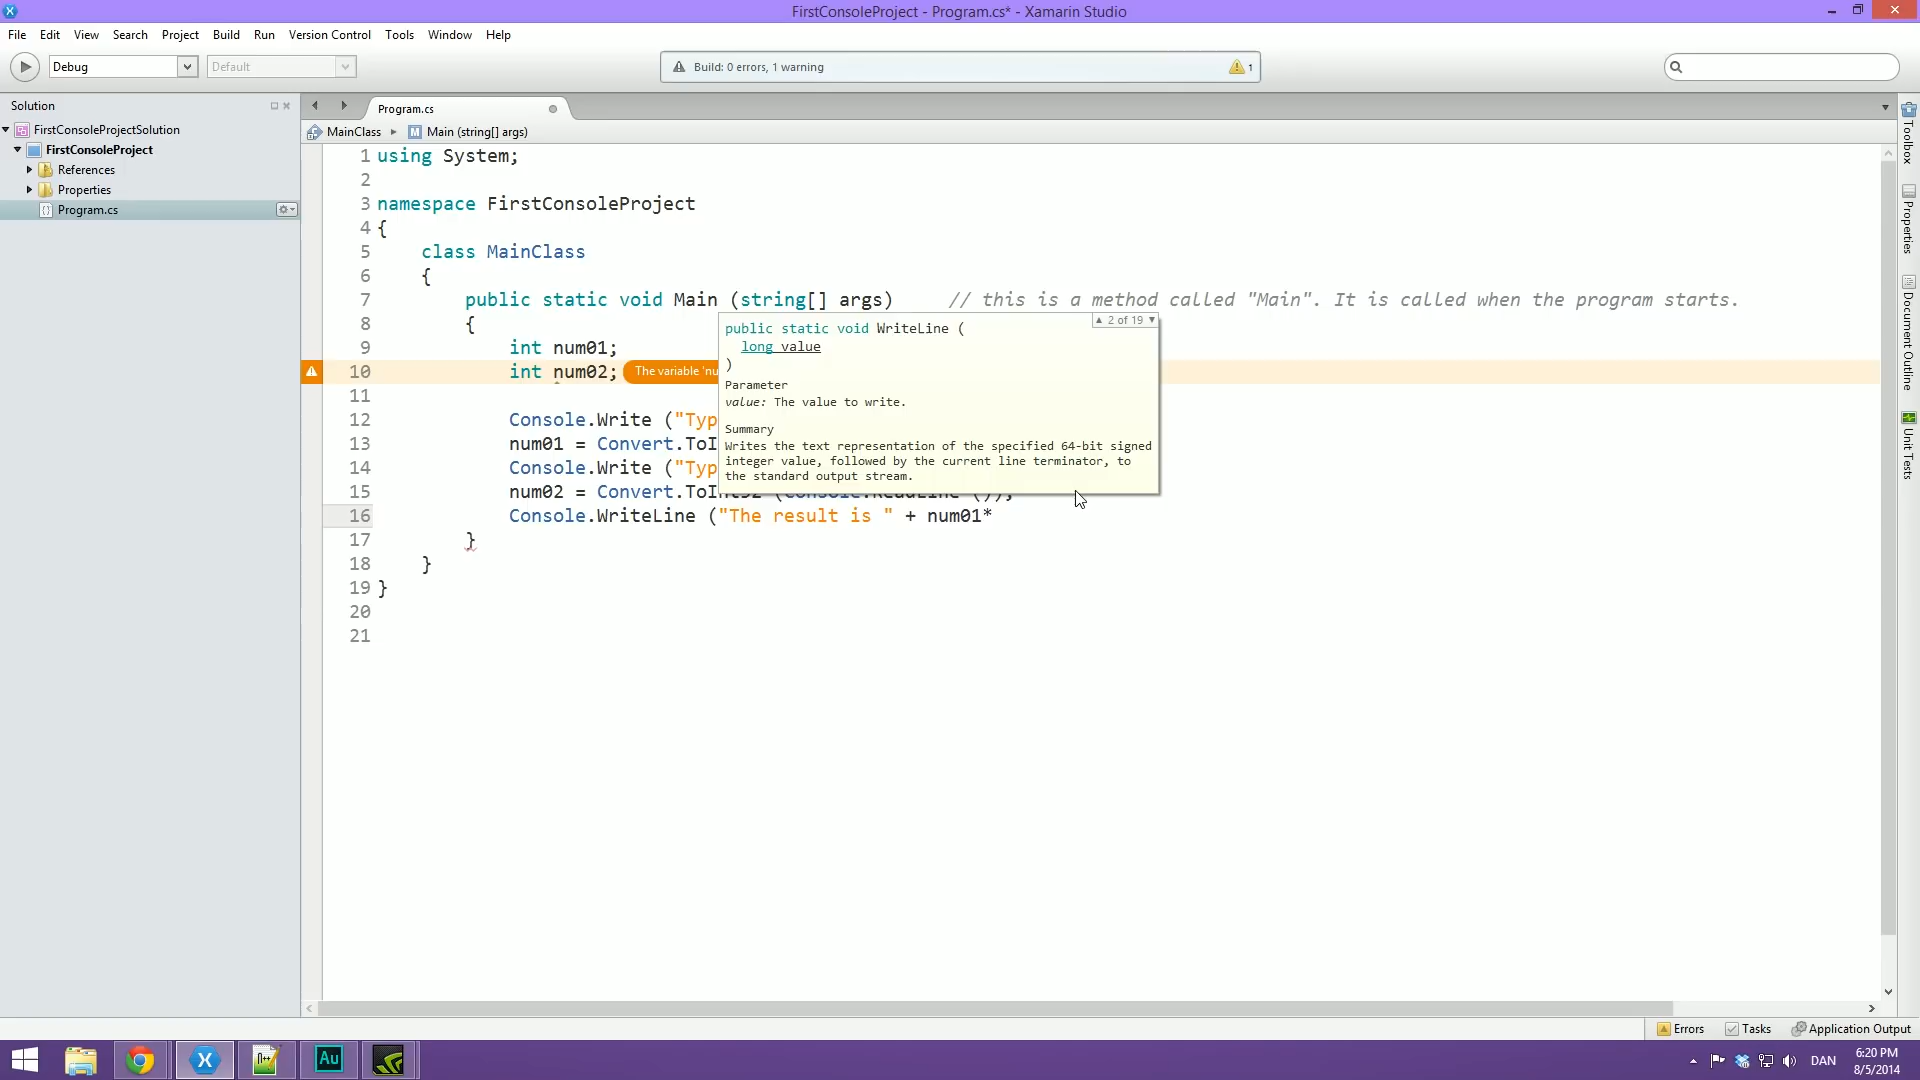 FirstConsoleProject - Program.cs* - Xamarin Studio
File Edit View Search Project Build Run Version Control Tools Window Help
Debug
Default
Build: 0 errors, 1 warning
1
Solution
FirstConsoleProjectSolution
FirstConsoleProject
References
Properties
Program.cs
Program.cs
MainClass
M Main (string[] args)
1 using System;
2
3 namespace FirstConsoleProject
4 {
5 class MainClass
6 {
7 public static void Main (string[] args) // this is a method called "Main". It is called when the program starts.
8 {
9 int num01;
10 int num02; The variable 'nu
11
12 Console.Write ("Typ
13 num01 = Convert.ToI
14 Console.Write ("Typ
15 num02 = Convert.ToInt32 (Console.ReadLine ());
16 Console.WriteLine ("The result is " + num01*
17 }
18 }
19 }
20
21
2 of 19
public static void WriteLine (
long value
)
Parameter
value: The value to write.
Summary
Writes the text representation of the specified 64-bit signed
integer value, followed by the current line terminator, to
the standard output stream.
Toolbox
Properties
Document Outline
Unit Tests
Errors
Tasks
Application Output
Au
DAN
6:20 PM
8/5/2014